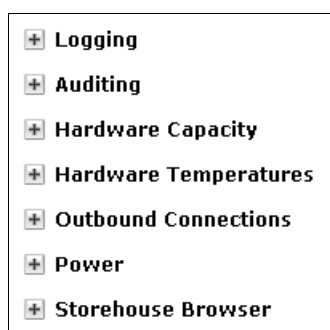 Logging
Auditing
Hardware Capacity
Hardware Temperatures
Outbound Connections
Power
Storehouse Browser